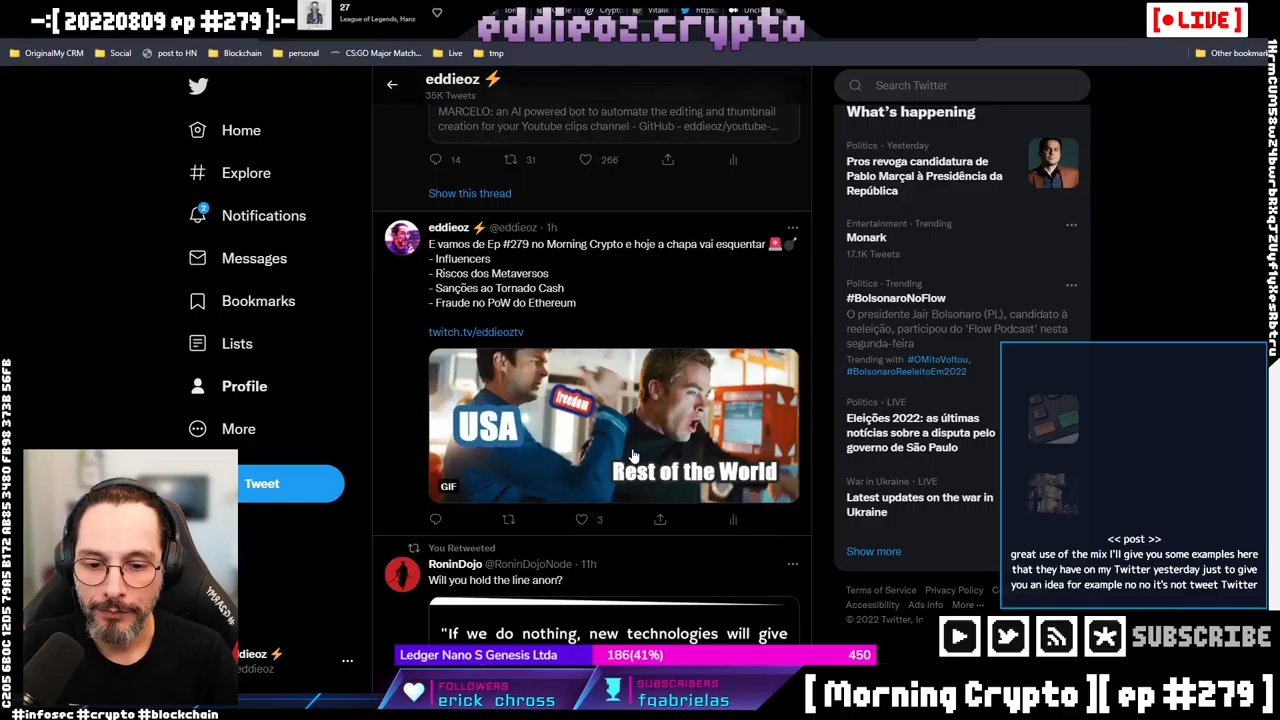 -:[ 20220809 ep #279]:-
27
League of Legends, Hanz
eddieoz.crypto
[ LIVE ]
OriginalMy CRM
Social
post to HN
Blockchain
personal
CS:GO Major Match...
Live
tmp
Other bookmark
Home
Explore
2
Notifications
Messages
Bookmarks
Lists
Profile
More
Tweet
eddieoz⚡
eddieoz
eddieoz ⚡
35K Tweets
MARCELO: an AI powered bot to automate the editing and thumbnail
creation for your Youtube clips channel - GitHub - eddieoz/youtube-...
14
31
266
Show this thread
eddieoz ⚡ @eddieoz · 1h
E vamos de Ep #279 no Morning Crypto e hoje a chapa vai esquentar 🚨💣
- Influencers
- Riscos dos Metaversos
- Sanções ao Tornado Cash
- Fraude no PoW do Ethereum
twitch.tv/eddieoztv
USA
freedom
Rest of the World
GIF
3
You Retweeted
RoninDojo @RoninDojoNode · 11h
Will you hold the line anon?
"If we do nothing, new technologies will give
Search Twitter
What's happening
Politics · Yesterday
Pros revoga candidatura de
Pablo Marçal à Presidência da
República
Entertainment · Trending
Monark
17.1K Tweets
Politics · Trending
#BolsonaroNoFlow
O presidente Jair Bolsonaro (PL), candidato à
reeleição, participou do 'Flow Podcast' nesta
segunda-feira
Trending with #OMitoVoltou,
#BolsonaroReeleitoEm2022
Politics · LIVE
Eleições 2022: as últimas
notícias sobre a disputa pelo
governo de São Paulo
War in Ukraine · LIVE
Latest updates on the war in
Ukraine
Show more
Terms of Service Privacy Policy
Accessibility Ads info More ...
© 2022 Twitter,
<< post >>
great use of the mix I'll give you some examples here
that they have on my Twitter yesterday just to give
you an idea for example no no it's not tweet Twitter
SUBSCRIBE
Ledger Nano S Genesis Ltda
186(41%)
450
FOLLOWERS
erick_chross
SUBSCRIBERS
fgabrielas
[ Morning Crypto ][ ep #279 ]
#infosec #crypto #blockchain